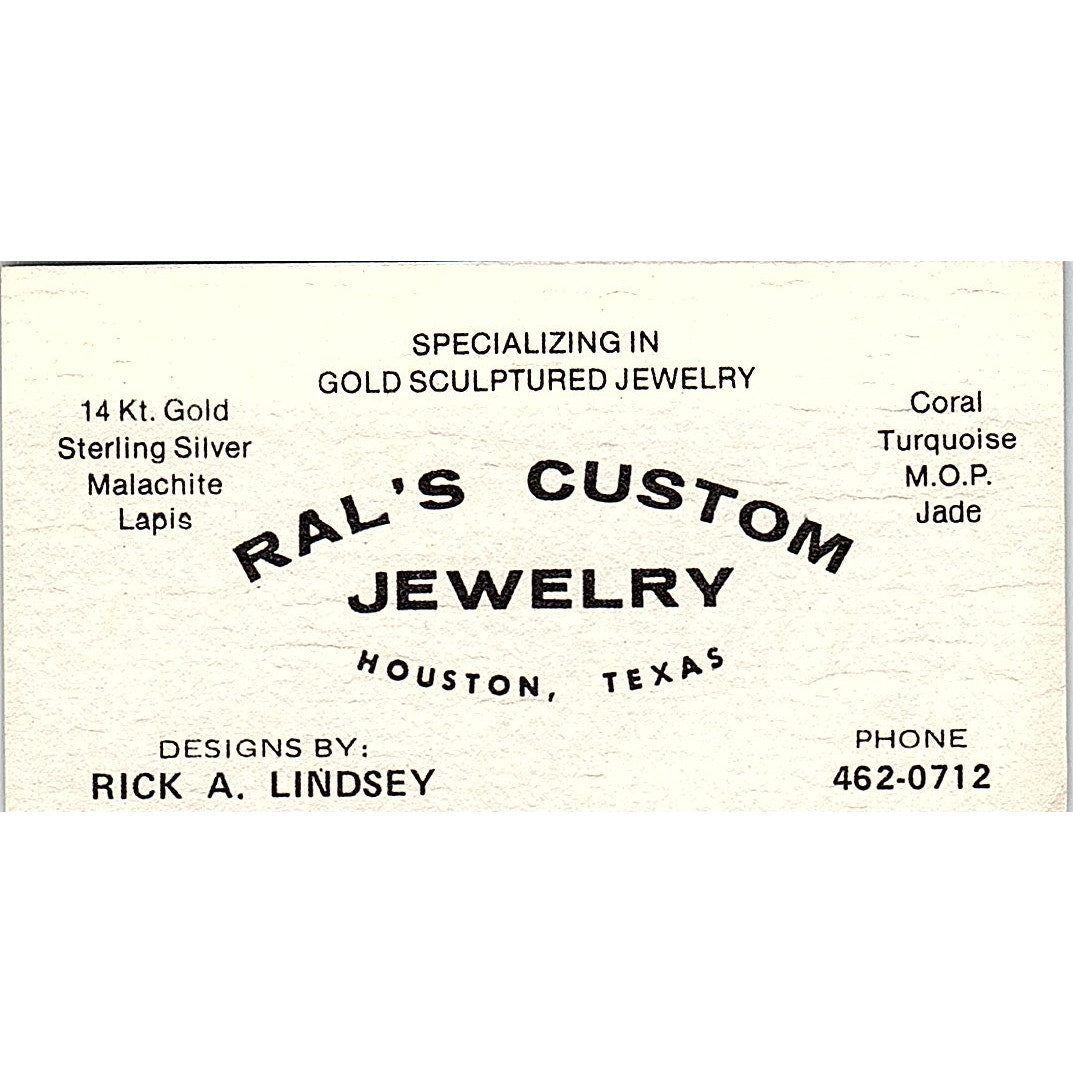 SPECIALIZING IN
GOLD SCULPTURED JEWELRY
14 Kt. Gold
Sterling Silver
Malachite
Lapis
Coral
Turquoise
M.O.P.
Jade
RAL'S CUSTOM
JEWELRY
HOUSTON, TEXAS
DESIGNS BY:
RICK A. LINDSEY
PHONE
462-0712